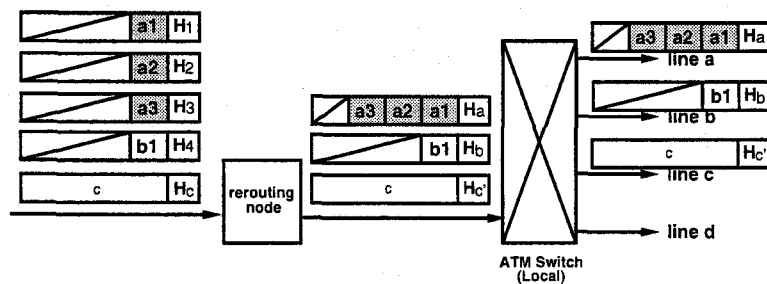 a1 H1
a2 H2
a3 H3
b1 H4
c Hc
rerouting
node
a3 a2 a1 Ha
b1 Hb
c Hc'
ATM Switch
(Local)
a3 a2 a1 Ha
line a
b1 Hb
line b
c Hc'
line c
line d